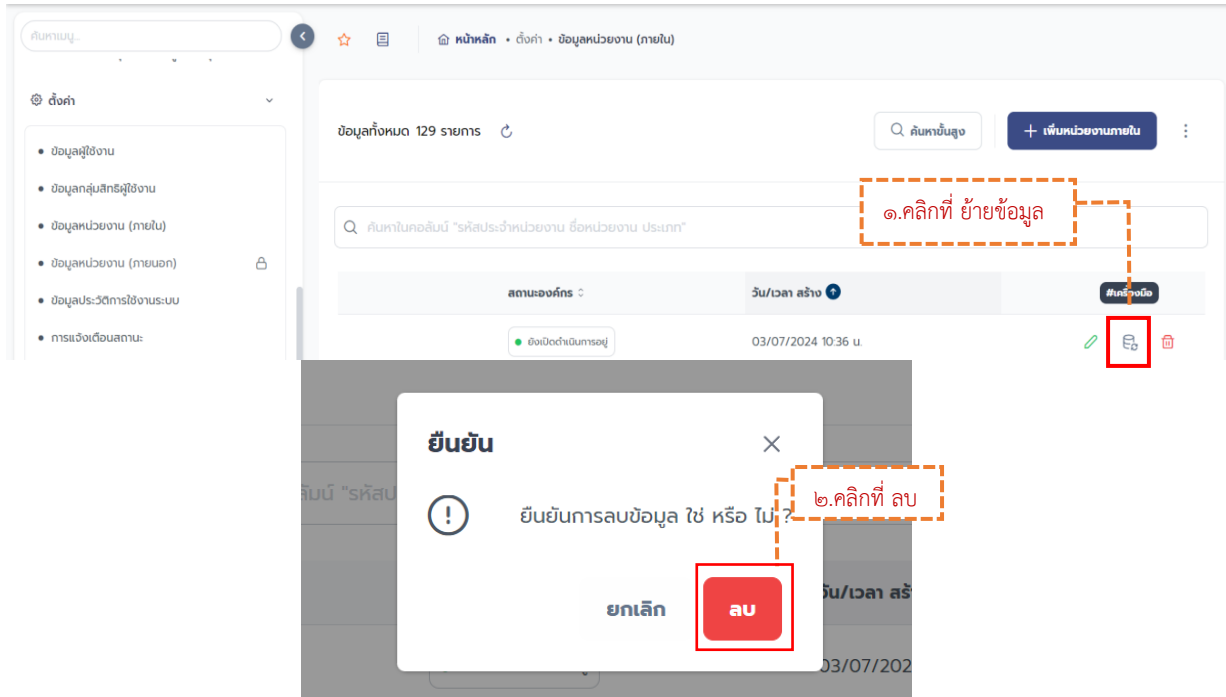 ค้นหาเมนู...
หน้าหลัก • ตั้งค่า • ข้อมูลหน่วยงาน (ภายใน)
ตั้งค่า
ข้อมูลทั้งหมด 129 รายการ
ค้นหาขั้นสูง
+ เพิ่มหน่วยงานภายใน
• ข้อมูลผู้ใช้งาน
• ข้อมูลกลุ่มสิทธิผู้ใช้งาน
• ข้อมูลหน่วยงาน (ภายใน)
• ข้อมูลหน่วยงาน (ภายนอก)
• ข้อมูลประวัติการใช้งานระบบ
• การแจ้งเตือนสถานะ
๑.คลิกที่ ย้ายข้อมูล
ค้นหาในคอลัมน์ "รหัสประจำหน่วยงาน ชื่อหน่วยงาน ประเภท"
สถานะองค์กร
วัน/เวลา สร้าง
#เครื่องมือ
ยังเปิดดำเนินการอยู่
03/07/2024 10:36 น.
ยืนยัน
ลัมน์ "รหัสป
๒.คลิกที่ ลบ
ยืนยันการลบข้อมูล ใช่ หรือ ไม่ ?
วัน/เวลา สร้
ยกเลิก
ลบ
03/07/202